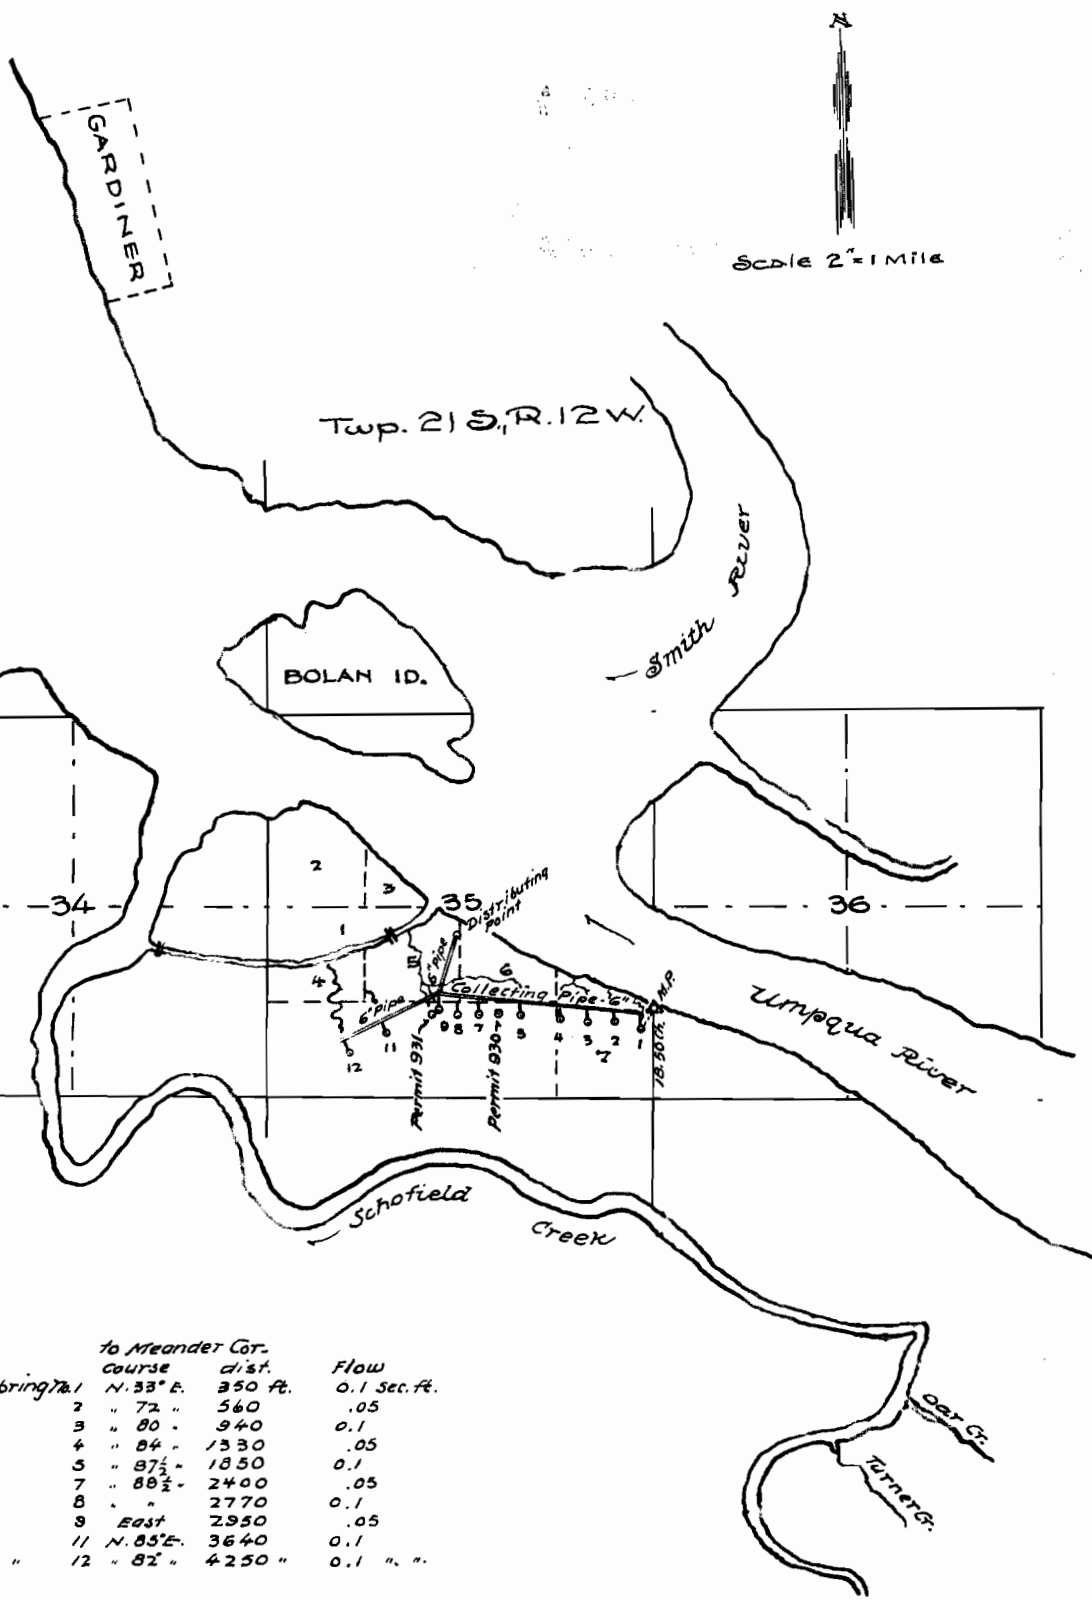 N
GARDINER
Scale 2"=1 Mile
Twp. 21 S., R. 12 W.
Smith River
BOLAN ID.
34
35
36
2
3
1
4
6
7
Distributing
Point
6" pipe
6" pipe
Collecting Pipe-6"
M.P.
18.50 Ch.
12
11
9
8
7
5
4
3
2
1
Permit 931
Permit 930
Umpqua River
Schofield Creek
Oar Cr.
Turner Cr.
to Meander Cor.
course dist. Flow
pring No. 1 N. 33° E. 350 ft. 0.1 sec. ft.
2 " 72 " 560 .05
3 " 80 " 940 0.1
4 " 84 " 1330 .05
5 " 87½ " 1850 0.1
7 " 88½ " 2400 .05
8 " " 2770 0.1
9 East 2950 .05
11 N. 85° E. 3640 0.1
" 12 " 82° " 4250 " 0.1 " "